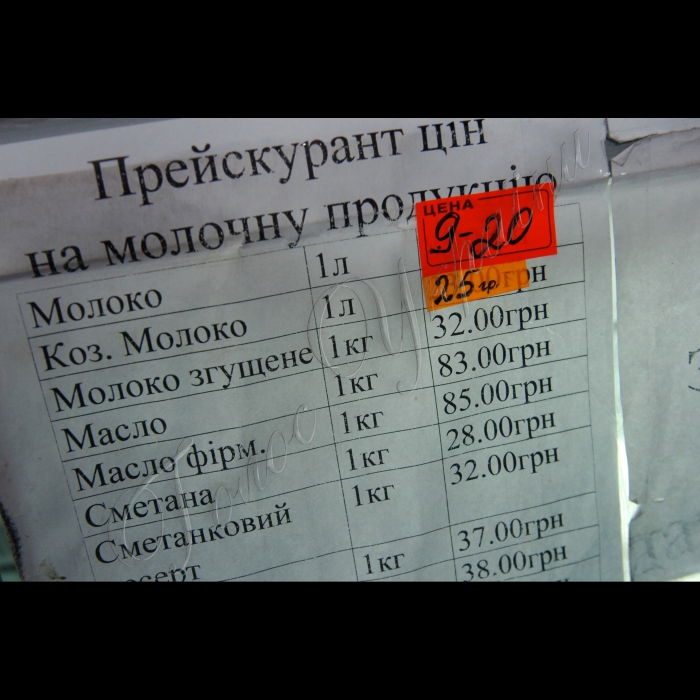 Прейскурант цін
на молочну продукцію
ЦЕНА
Молоко 1л 9-20
Коз. Молоко 1л 25гр
Молоко згущене 1кг 32.00грн
Масло 1кг 83.00грн
Масло фірм. 1кг 85.00грн
Сметана 1кг 28.00грн
Сметанковий 1кг 32.00грн
1кг 37.00грн
38.00грн
Голос України